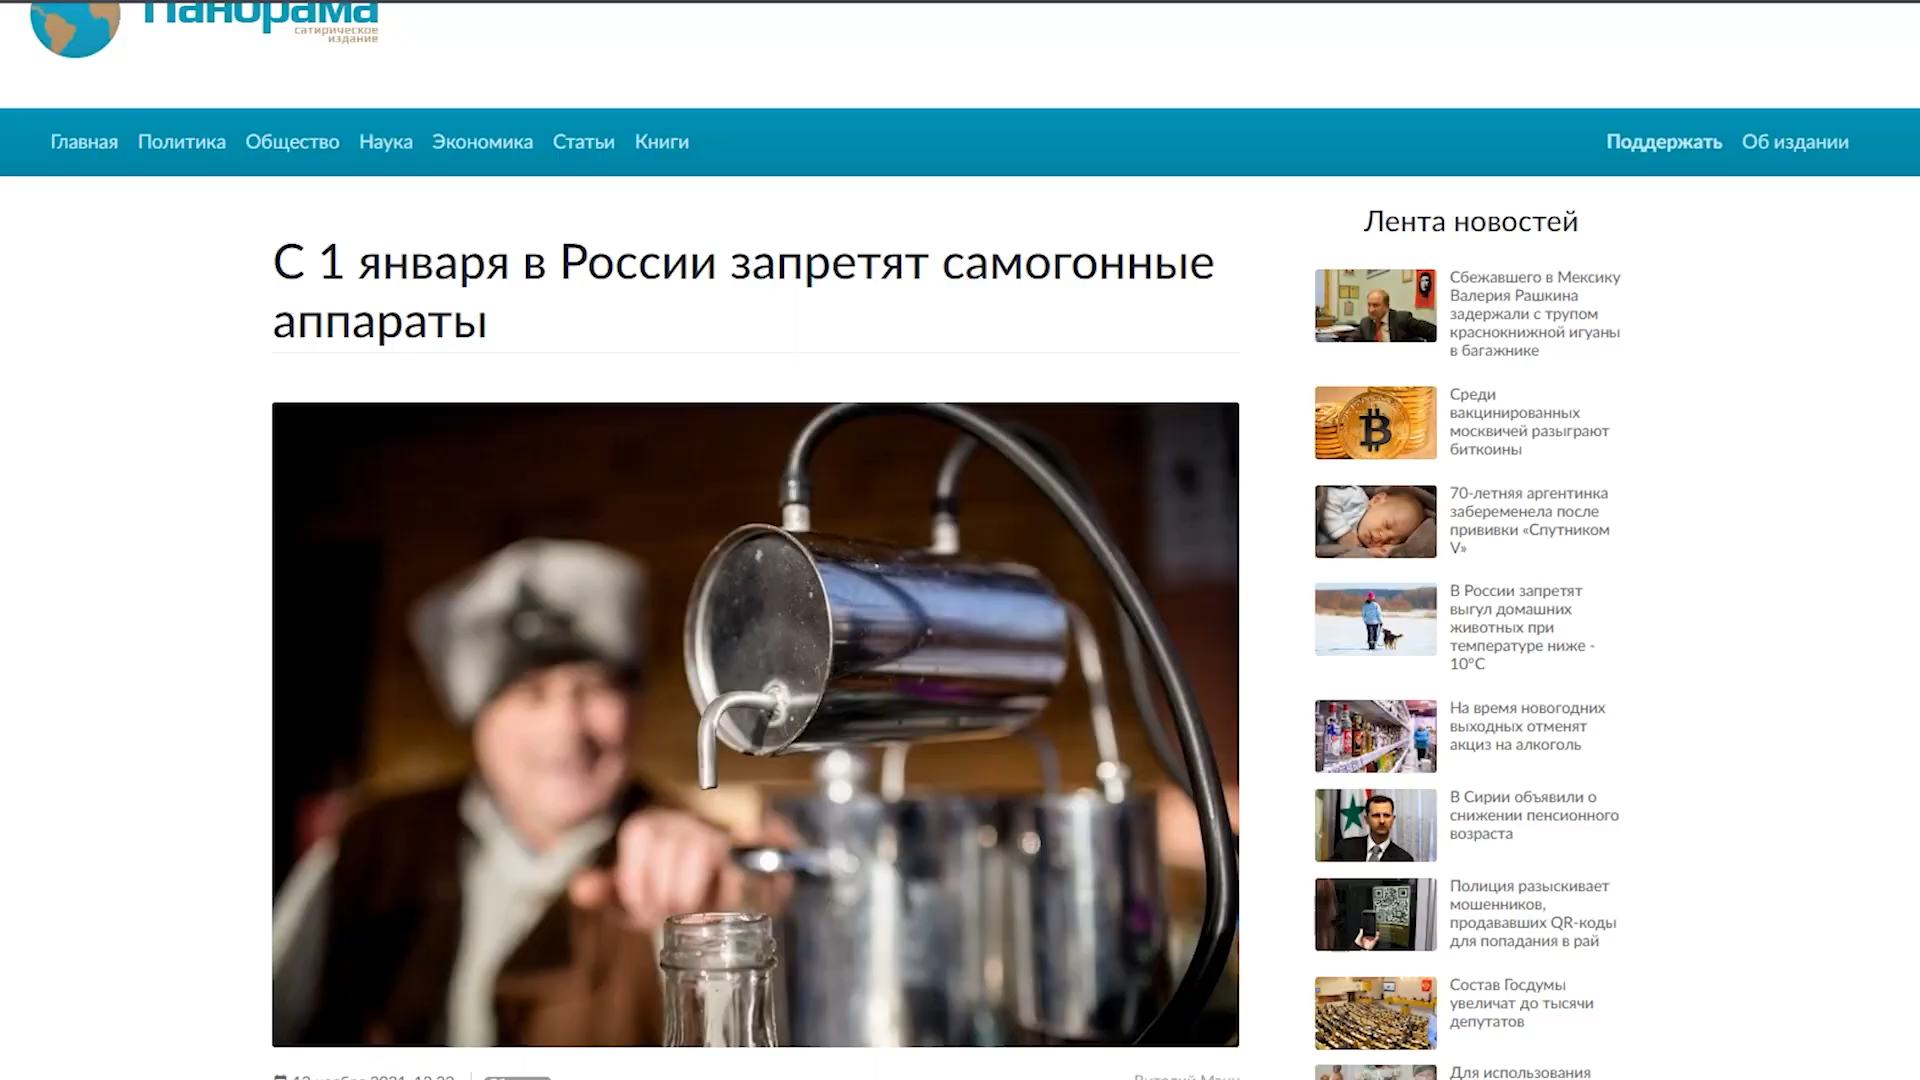 Панорама
сатирическое
издание
Главная Политика Общество Наука Экономика Статьи Книги Поддержать Об издании
С 1 января в России запретят самогонные
аппараты
Лента новостей
Сбежавшего в Мексику
Валерия Рашкина
задержали с трупом
краснокнижной игуаны
в багажнике
Среди
вакцинированных
москвичей разыграют
биткоины
70-летняя аргентинка
забеременела после
прививки «Спутником
V»
В России запретят
выгул домашних
животных при
температуре ниже -
10°C
На время новогодних
выходных отменят
акциз на алкоголь
В Сирии объявили о
снижении пенсионного
возраста
Полиция разыскивает
мошенников,
продававших QR-коды
для попадания в рай
Состав Госдумы
увеличат до тысячи
депутатов
Для использования